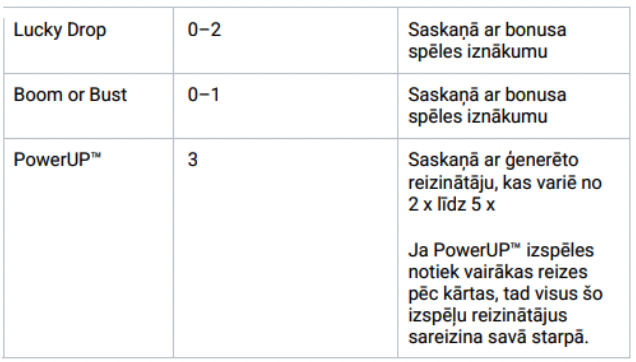 Lucky Drop
0–2
Saskaņā ar bonusa
spēles iznākumu
Boom or Bust
0–1
Saskaņā ar bonusa
spēles iznākumu
PowerUP™
3
Saskaņā ar ģenerēto
reizinātāju, kas variē no
2 x līdz 5 x
Ja PowerUP™ izspēles
notiek vairākas reizes
pēc kārtas, tad visus šo
izspēļu reizinātājus
sareizina savā starpā.